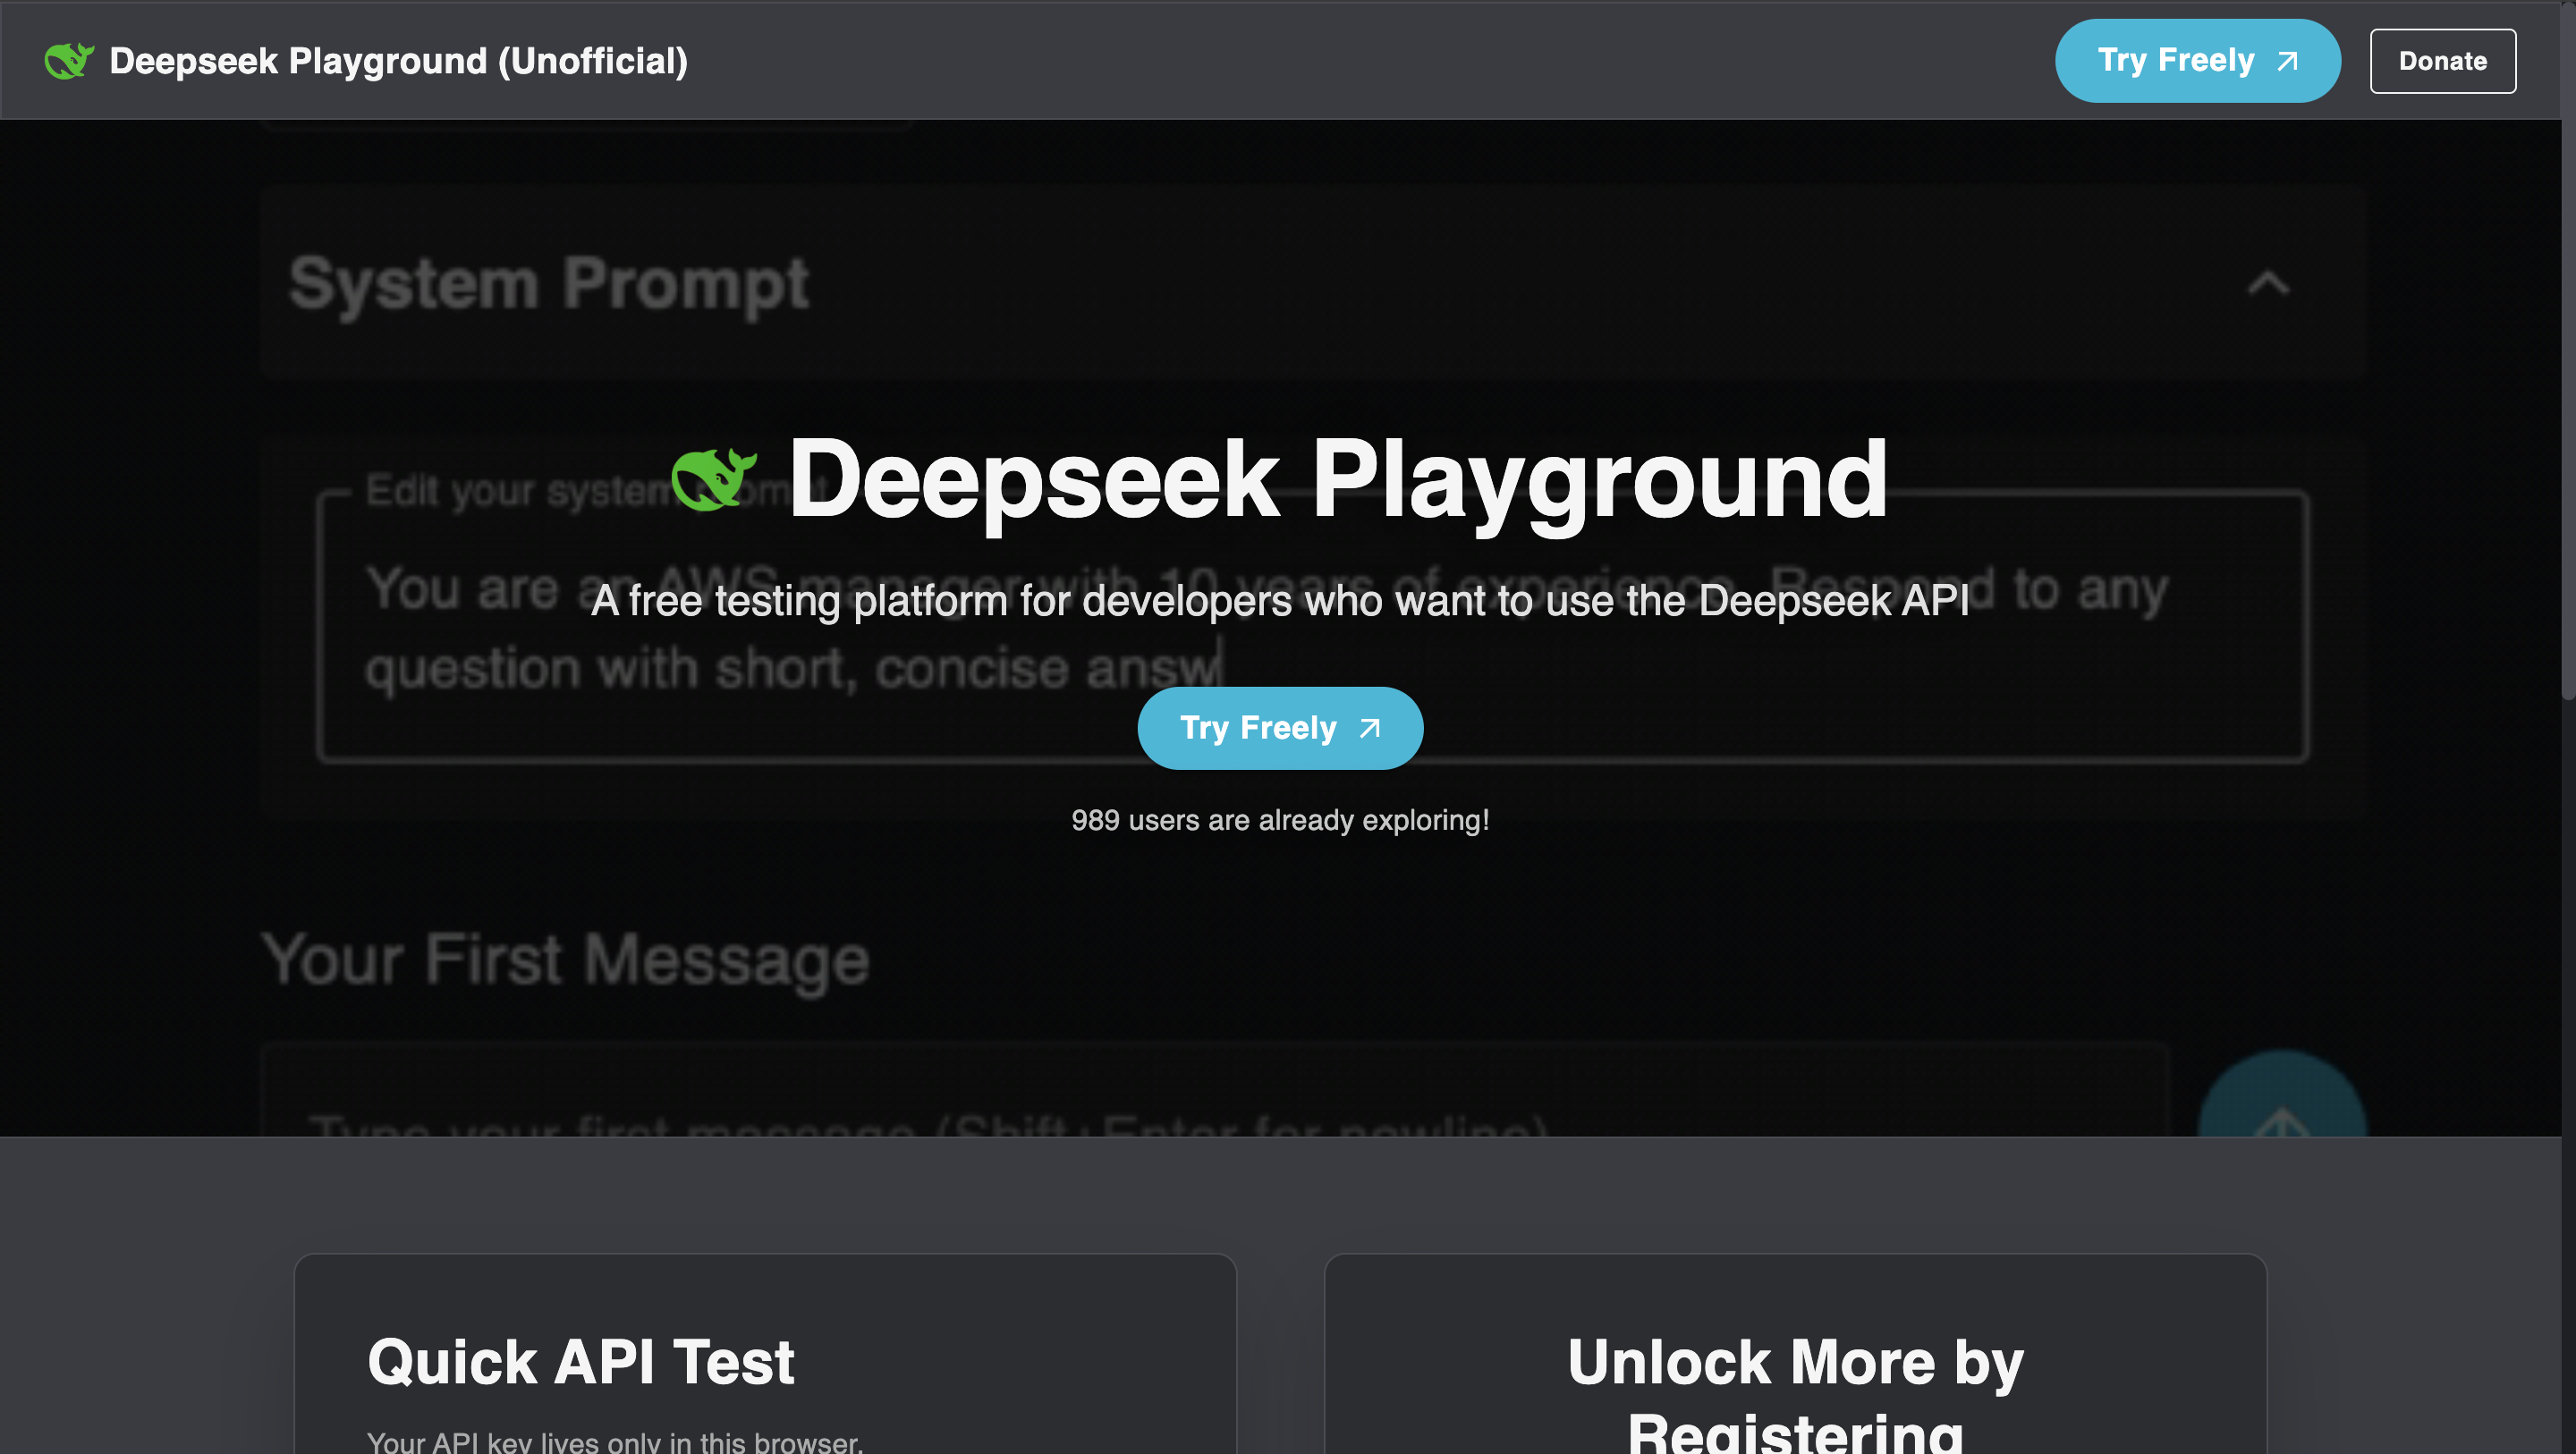 Deepseek Playground (Unofficial)
Try Freely
Donate
System Prompt
Deepseek Playground
Edit your system prompt
You are an AWS manager with 10 years of experience. Respond to any
A free testing platform for developers who want to use the Deepseek API
question with short, concise answ
Try Freely
989 users are already exploring!
Your First Message
Type your first message (Shift+Enter for newline)
Quick API Test
Unlock More by
Registering
Your API key lives only in this browser.